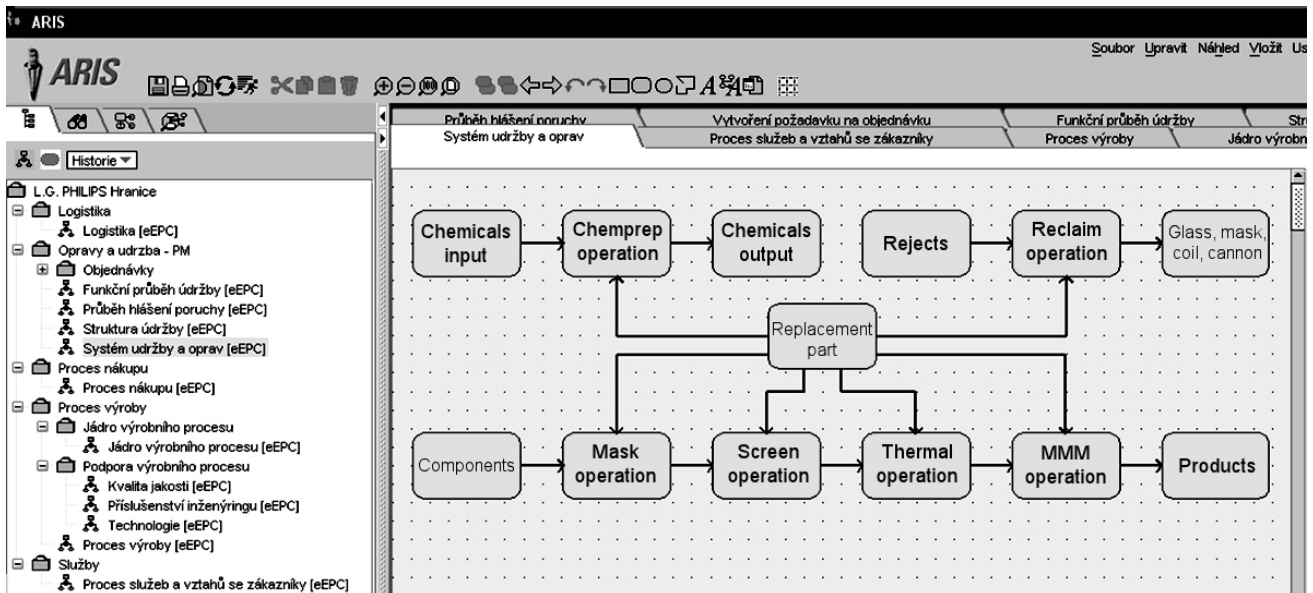 ARIS
Soubor Upravit Náhled Vložit Us
ARIS
Historie
L.G. PHILIPS Hranice
Logistika
Logistika [eEPC]
Opravy a udrzba - PM
Objednávky
Funkční průběh údržby [eEPC]
Průběh hlášení poruchy [eEPC]
Struktura údržby [eEPC]
Systém udržby a oprav [eEPC]
Proces nákupu
Proces nákupu [eEPC]
Proces výroby
Jádro výrobního procesu
Jádro výrobního procesu [eEPC]
Podpora výrobního procesu
Kvalita jakosti [eEPC]
Příslušenství inženýringu [eEPC]
Technologie [eEPC]
Proces výroby [eEPC]
Služby
Proces služeb a vztahů se zákazníky [eEPC]
Průběh hlášení poruchy Vytvoření požadavku na objednávku Funkční průběh údržby Str
Systém udržby a oprav Proces služeb a vztahů se zákazníky Proces výroby Jádro výrobn
Chemicals
input
Chemprep
operation
Chemicals
output
Rejects
Reclaim
operation
Glass, mask,
coil, cannon
Replacement
part
Components
Mask
operation
Screen
operation
Thermal
operation
MMM
operation
Products